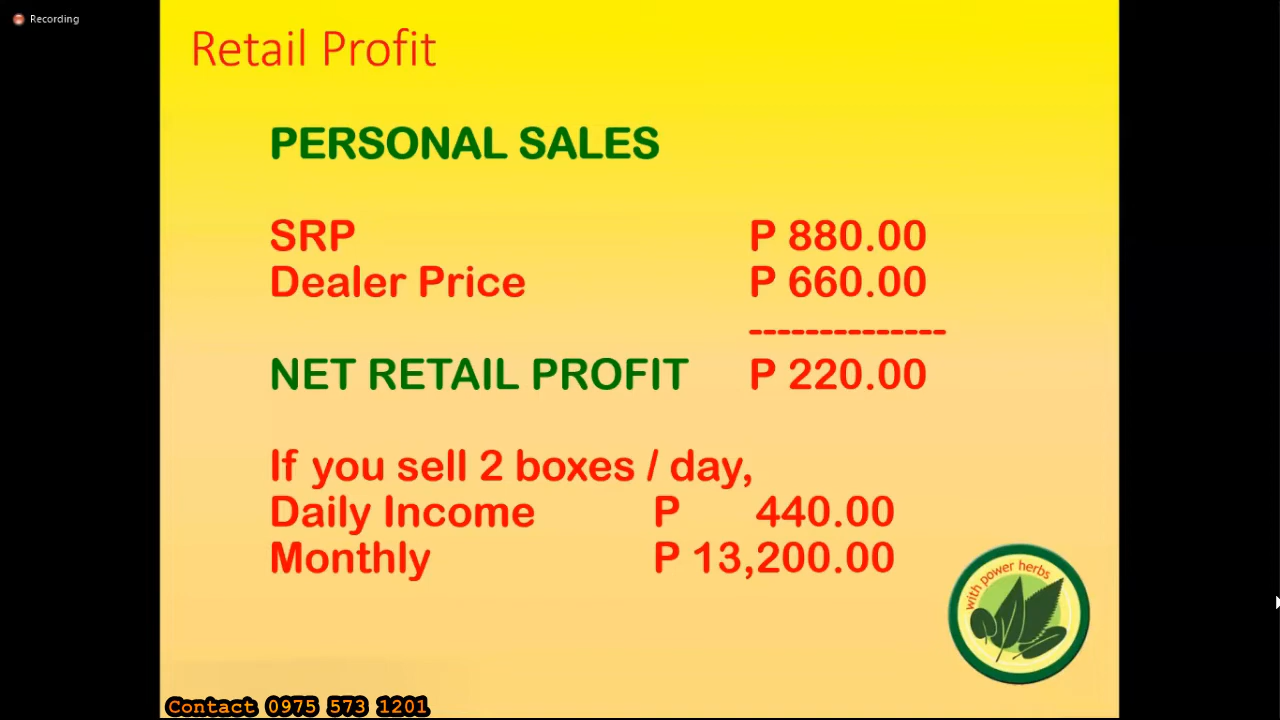 Recording
Retail Profit
PERSONAL SALES
SRP P 880.00
Dealer Price P 660.00
--------------
NET RETAIL PROFIT P 220.00
If you sell 2 boxes / day,
Daily Income P 440.00
Monthly P 13,200.00
with power herbs
Contact 0975 573 1201